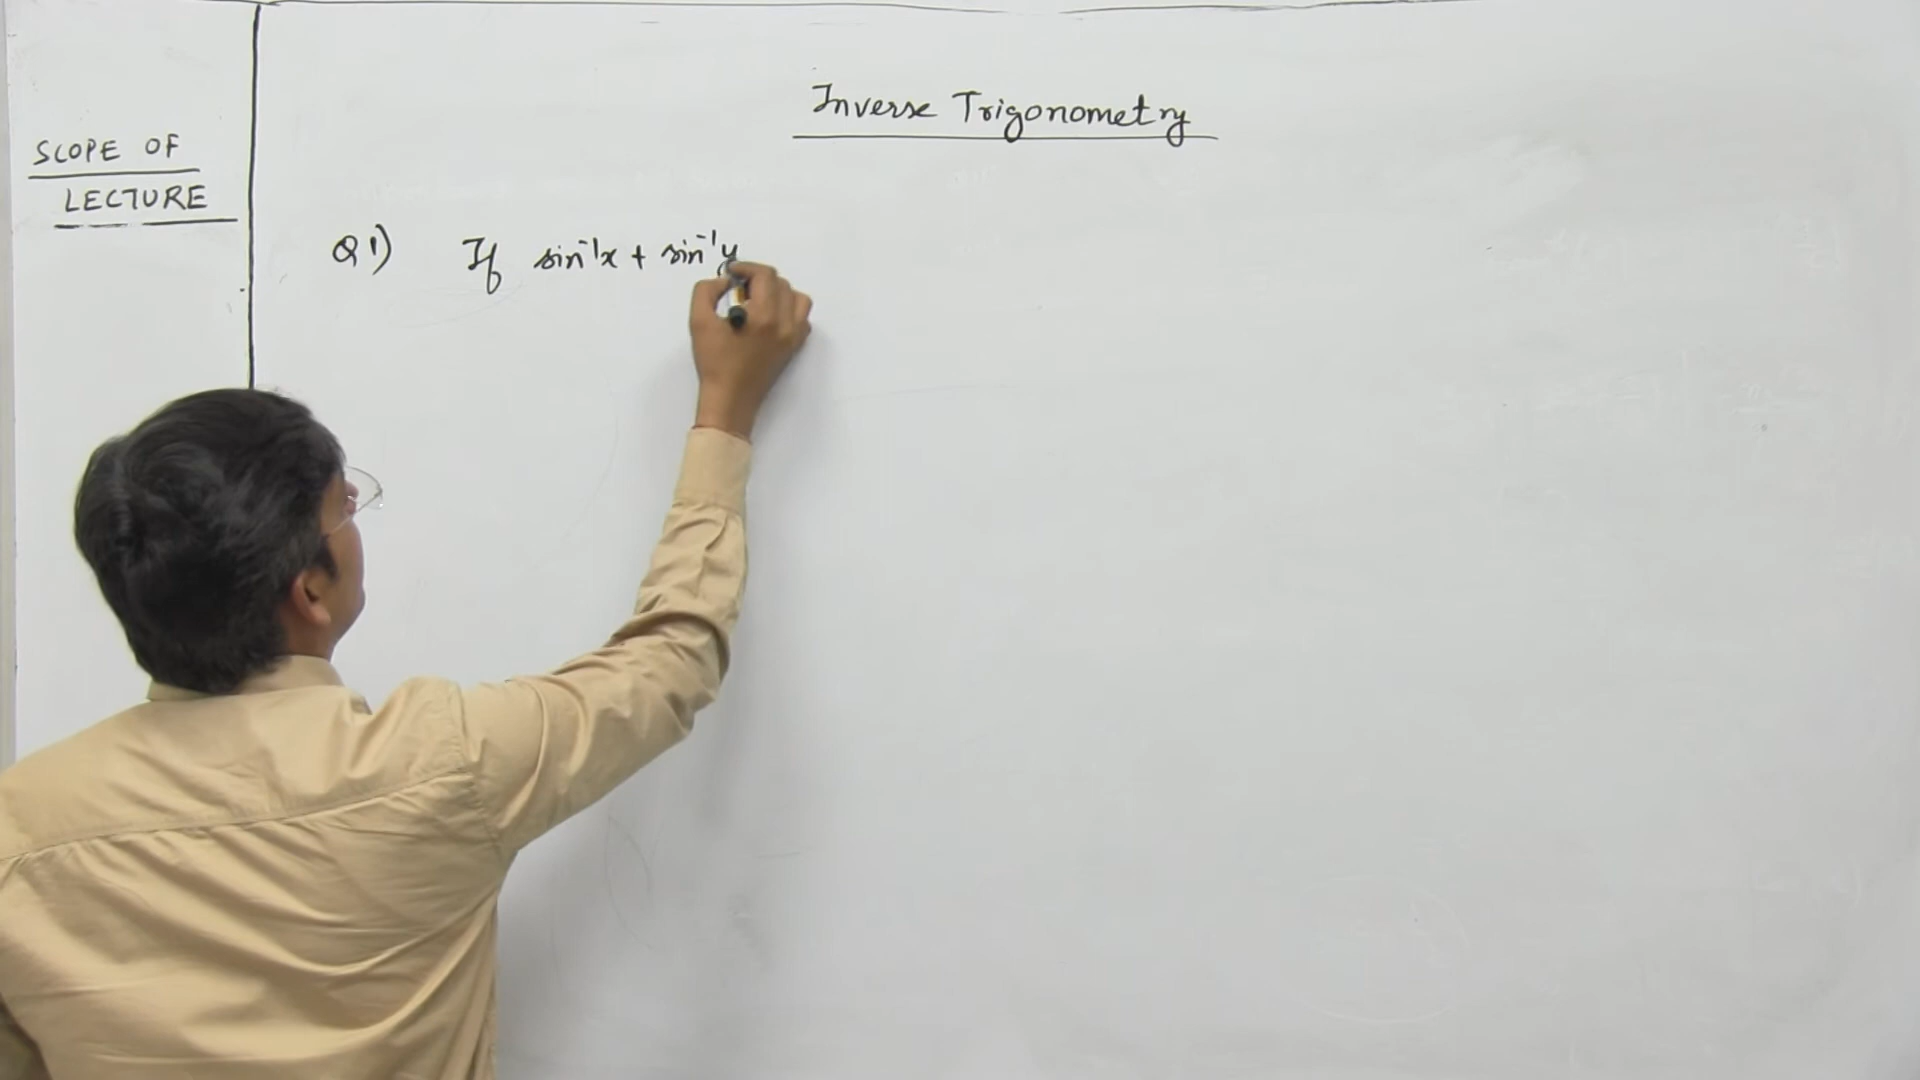 Inverse Trigonometry
SCOPE OF
LECTURE
Q1) If sin⁻¹x + sin⁻¹y